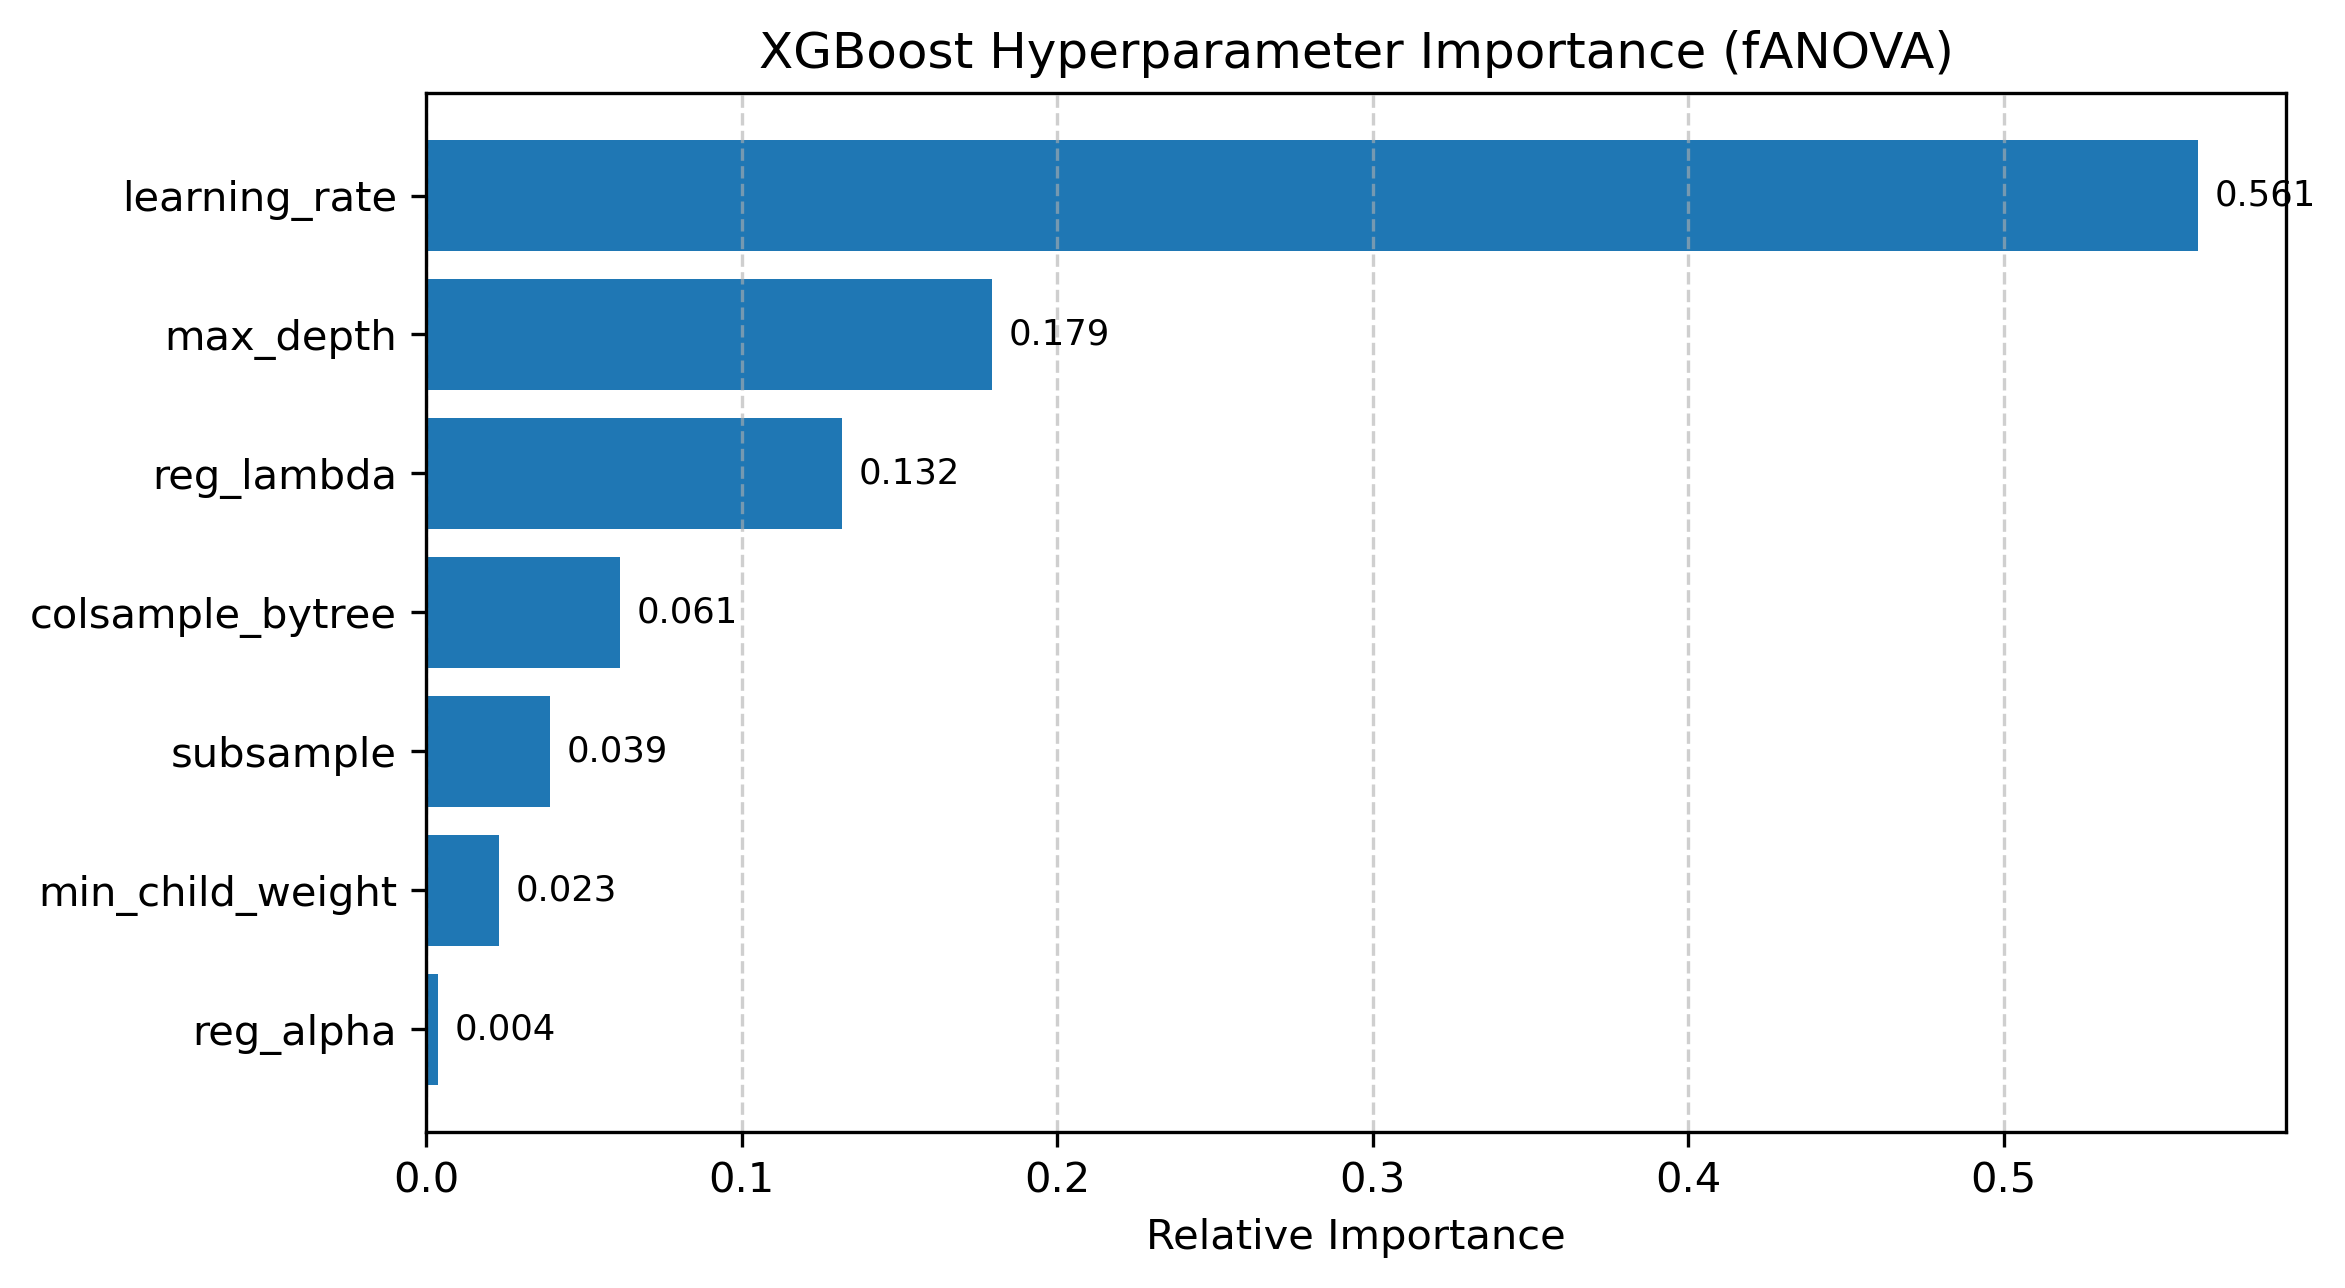 XGBoost Hyperparameter Importance (fANOVA)
learning_rate
0.561
max_depth
0.179
reg_lambda
0.132
colsample_bytree
0.061
subsample
0.039
min_child_weight
0.023
reg_alpha
0.004
0.0 0.1 0.2 0.3 0.4 0.5
Relative Importance